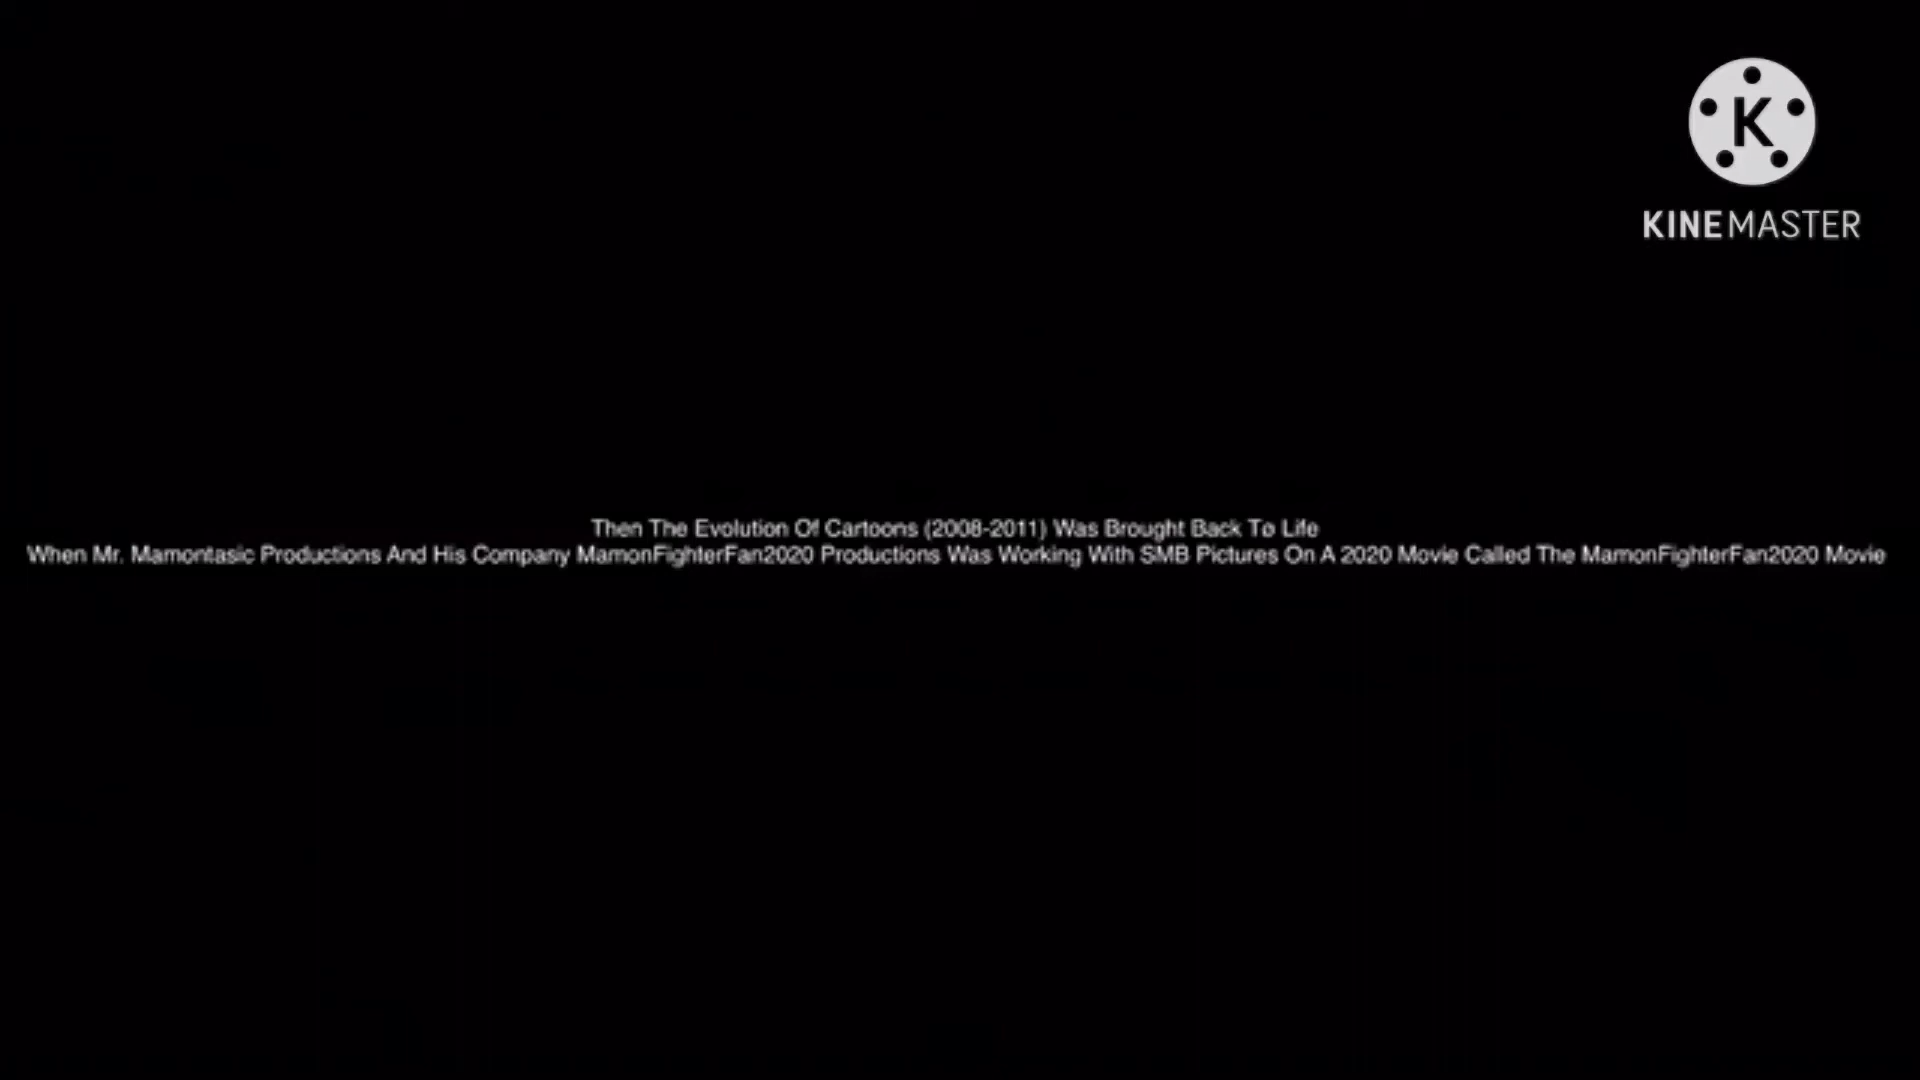 K
KINEMASTER
Then The Evolution Of Cartoons (2008-2011) Was Brought Back To Life
When Mr. Mamontasic Productions And His Company MamonFighterFan2020 Productions Was Working With SMB Pictures On A 2020 Movie Called The MamonFighterFan2020 Movie